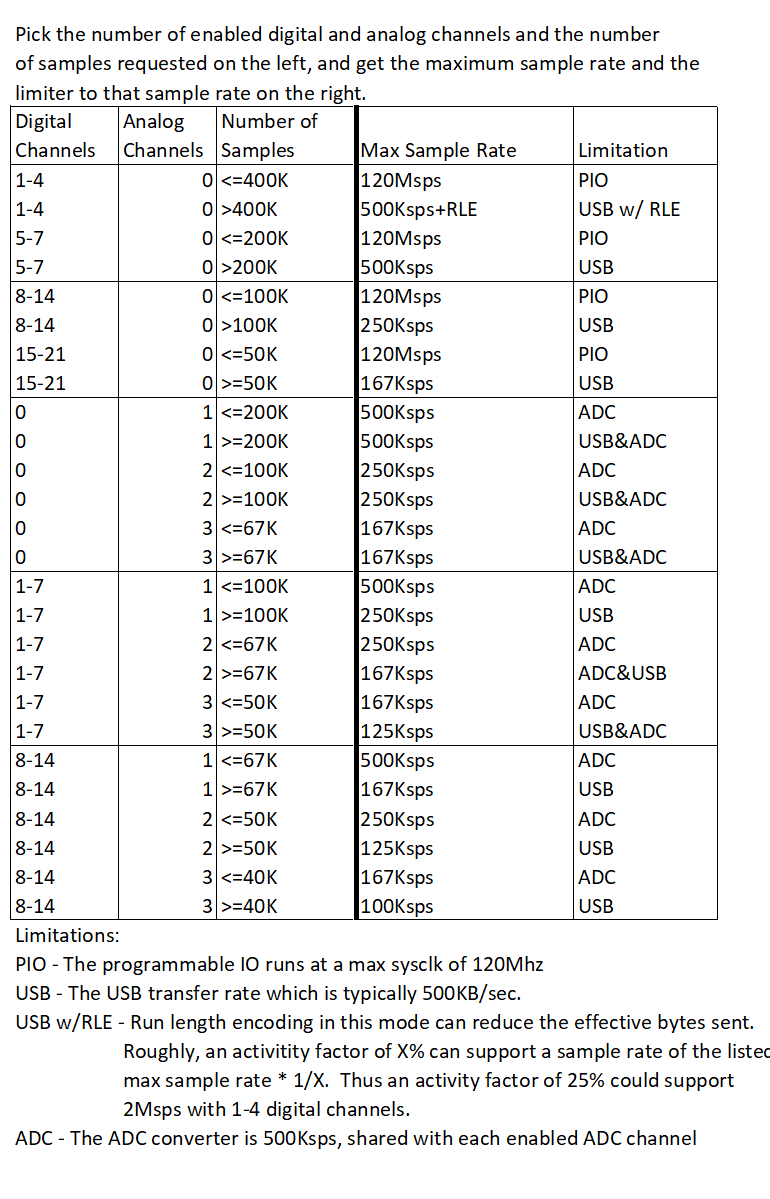 Pick the number of enabled digital and analog channels and the number
of samples requested on the left, and get the maximum sample rate and the
limiter to that sample rate on the right.
Digital Analog Number of
Channels Channels Samples Max Sample Rate Limitation
1-4 0 <=400K 120Msps PIO
1-4 0 >400K 500Ksps+RLE USB w/ RLE
5-7 0 <=200K 120Msps PIO
5-7 0 >200K 500Ksps USB
8-14 0 <=100K 120Msps PIO
8-14 0 >100K 250Ksps USB
15-21 0 <=50K 120Msps PIO
15-21 0 >=50K 167Ksps USB
0 1 <=200K 500Ksps ADC
0 1 >=200K 500Ksps USB&ADC
0 2 <=100K 250Ksps ADC
0 2 >=100K 250Ksps USB&ADC
0 3 <=67K 167Ksps ADC
0 3 >=67K 167Ksps USB&ADC
1-7 1 <=100K 500Ksps ADC
1-7 1 >=100K 250Ksps USB
1-7 2 <=67K 250Ksps ADC
1-7 2 >=67K 167Ksps ADC&USB
1-7 3 <=50K 167Ksps ADC
1-7 3 >=50K 125Ksps USB&ADC
8-14 1 <=67K 500Ksps ADC
8-14 1 >=67K 167Ksps USB
8-14 2 <=50K 250Ksps ADC
8-14 2 >=50K 125Ksps USB
8-14 3 <=40K 167Ksps ADC
8-14 3 >=40K 100Ksps USB
Limitations:
PIO - The programmable IO runs at a max sysclk of 120Mhz
USB - The USB transfer rate which is typically 500KB/sec.
USB w/RLE - Run length encoding in this mode can reduce the effective bytes sent.
Roughly, an activitity factor of X% can support a sample rate of the listed
max sample rate * 1/X. Thus an activity factor of 25% could support
2Msps with 1-4 digital channels.
ADC - The ADC converter is 500Ksps, shared with each enabled ADC channel